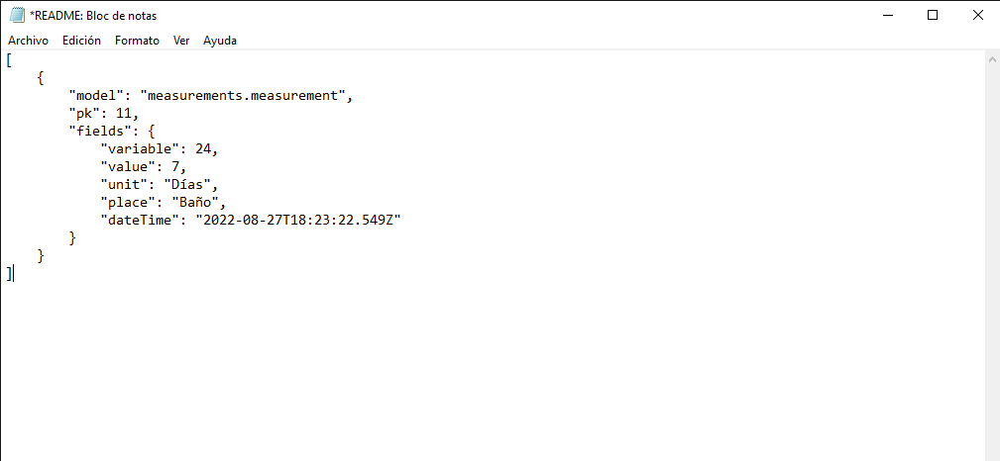 *README: Bloc de notas
Archivo Edición Formato Ver Ayuda
[
    {
        "model": "measurements.measurement",
        "pk": 11,
        "fields": {
            "variable": 24,
            "value": 7,
            "unit": "Días",
            "place": "Baño",
            "dateTime": "2022-08-27T18:23:22.549Z"
        }
    }
]